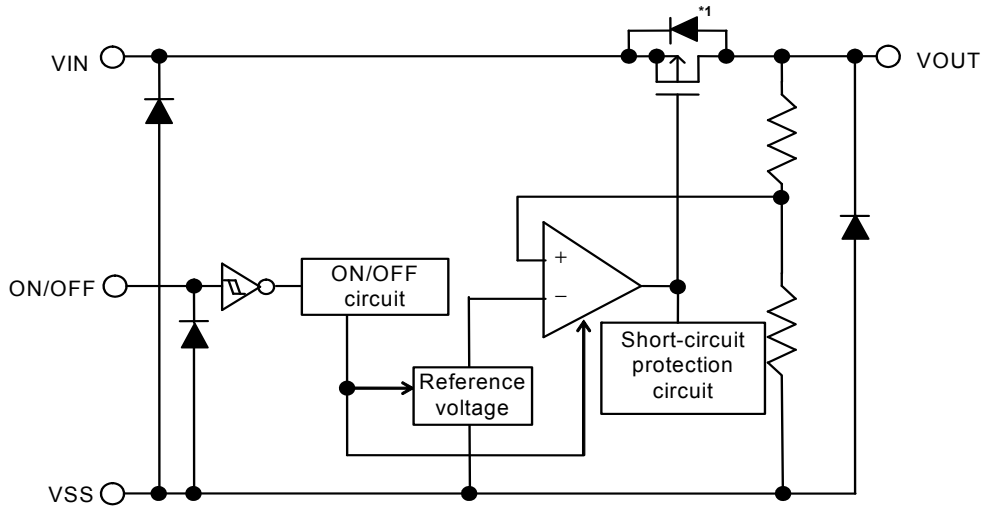 *1
VIN
VOUT
ON/OFF
ON/OFF
circuit
+
−
Short-circuit
protection
circuit
Reference
voltage
VSS